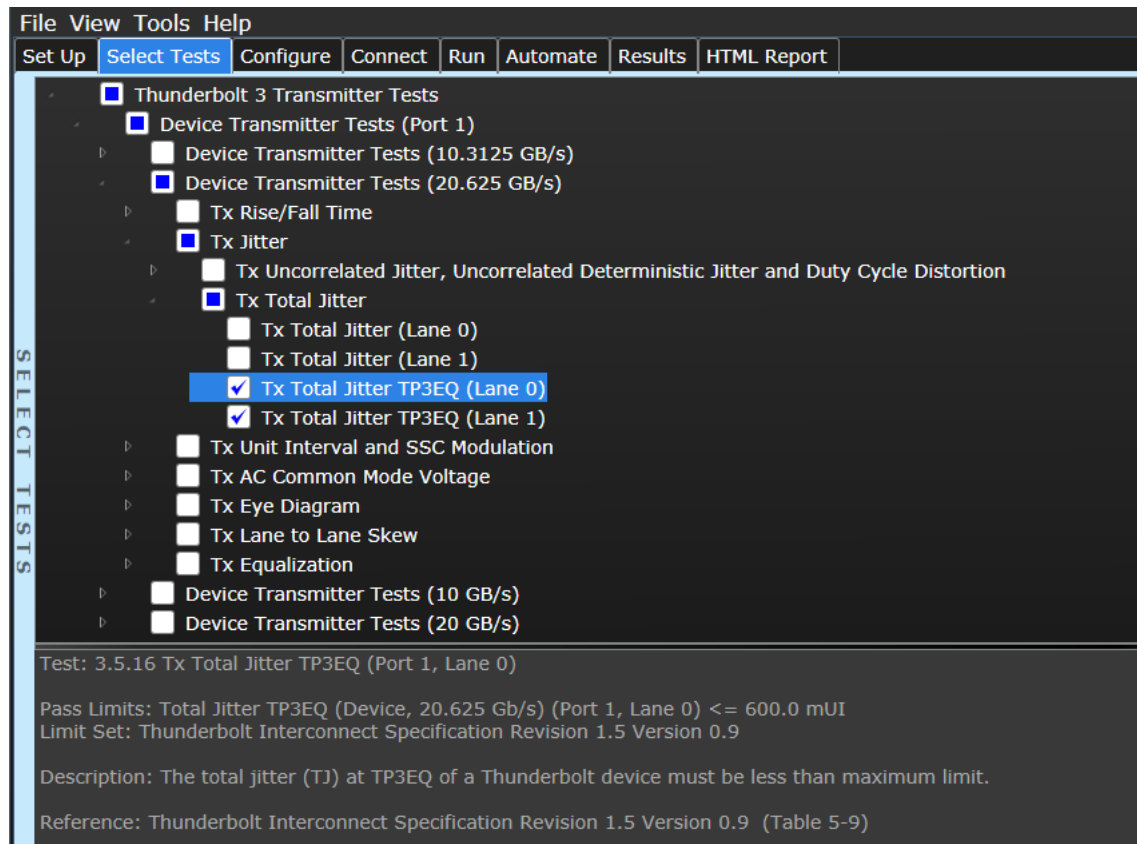 File View Tools Help
Set Up Select Tests Configure Connect Run Automate Results HTML Report
Thunderbolt 3 Transmitter Tests
Device Transmitter Tests (Port 1)
Device Transmitter Tests (10.3125 GB/s)
Device Transmitter Tests (20.625 GB/s)
Tx Rise/Fall Time
Tx Jitter
Tx Uncorrelated Jitter, Uncorrelated Deterministic Jitter and Duty Cycle Distortion
Tx Total Jitter
Tx Total Jitter (Lane 0)
Tx Total Jitter (Lane 1)
Tx Total Jitter TP3EQ (Lane 0)
Tx Total Jitter TP3EQ (Lane 1)
Tx Unit Interval and SSC Modulation
Tx AC Common Mode Voltage
Tx Eye Diagram
Tx Lane to Lane Skew
Tx Equalization
Device Transmitter Tests (10 GB/s)
Device Transmitter Tests (20 GB/s)
SELECT TESTS
Test: 3.5.16 Tx Total Jitter TP3EQ (Port 1, Lane 0)
Pass Limits: Total Jitter TP3EQ (Device, 20.625 Gb/s) (Port 1, Lane 0) <= 600.0 mUI
Limit Set: Thunderbolt Interconnect Specification Revision 1.5 Version 0.9
Description: The total jitter (TJ) at TP3EQ of a Thunderbolt device must be less than maximum limit.
Reference: Thunderbolt Interconnect Specification Revision 1.5 Version 0.9 (Table 5-9)